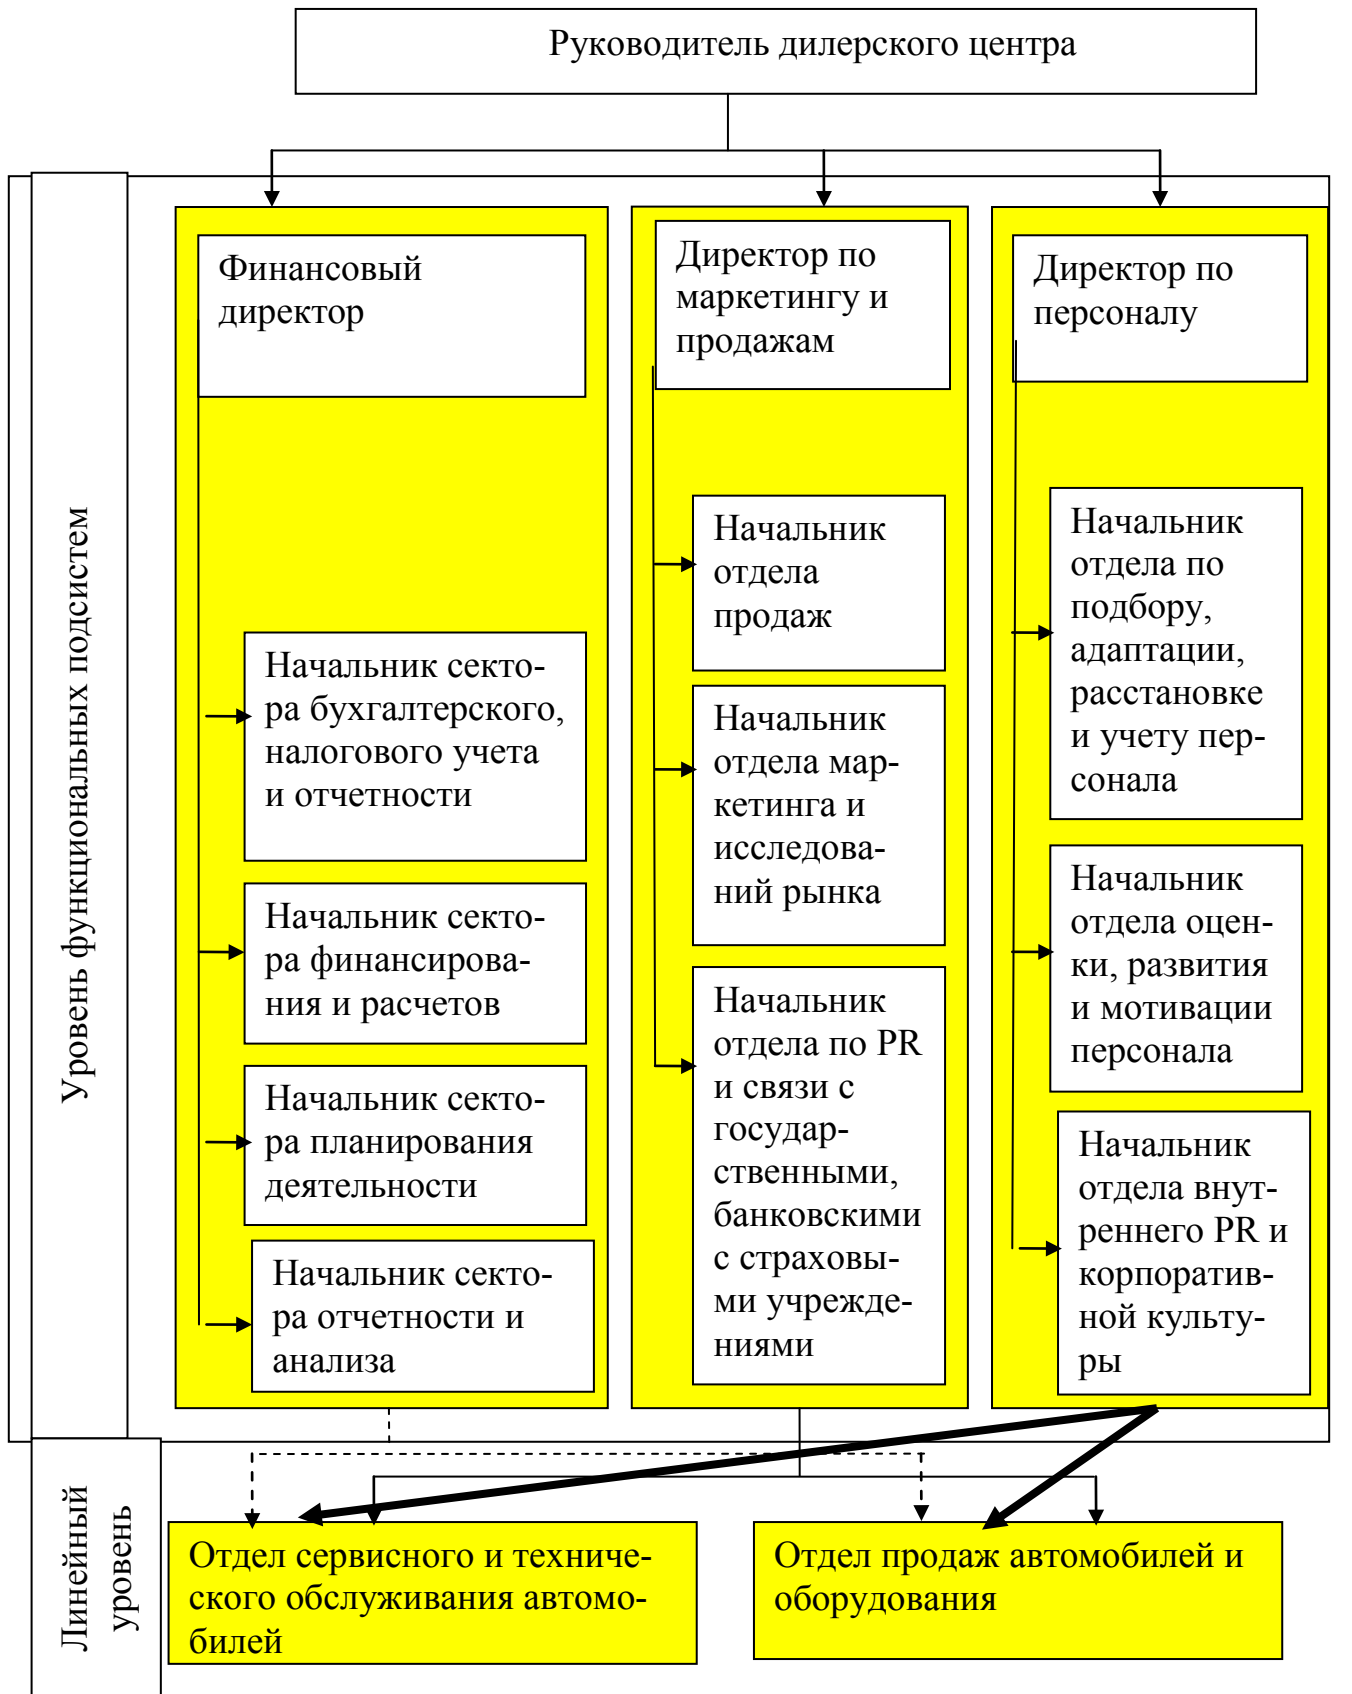 Руководитель дилерского центра
Уровень функциональных подсистем
Финансовый
директор
Начальник секто-
ра бухгалтерского,
налогового учета
и отчетности
Начальник секто-
ра финансирова-
ния и расчетов
Начальник секто-
ра планирования
деятельности
Начальник секто-
ра отчетности и
анализа
Директор по
маркетингу и
продажам
Начальник
отдела
продаж
Начальник
отдела мар-
кетинга и
исследова-
ний рынка
Начальник
отдела по PR
и связи с
государ-
ственными,
банковскими
с страховы-
ми учрежде-
ниями
Директор по
персоналу
Начальник
отдела по
подбору,
адаптации,
расстановке
и учету пер-
сонала
Начальник
отдела оцен-
ки, развития
и мотивации
персонала
Начальник
отдела внут-
реннего PR и
корпоратив-
ной культу-
ры
Линейный
уровень
Отдел сервисного и техниче-
ского обслуживания автомо-
билей
Отдел продаж автомобилей и
оборудования